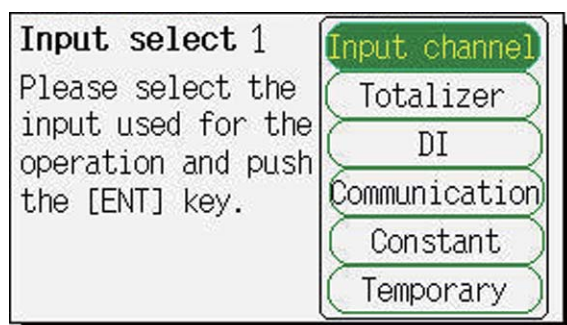 Input select 1
Please select the
input used for the
operation and push
the [ENT] key.
Input channel
Totalizer
DI
Communication
Constant
Temporary